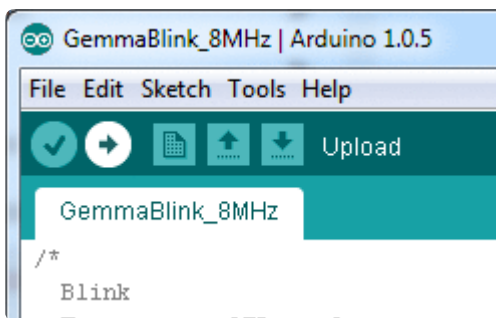 GemmaBlink_8MHz | Arduino 1.0.5
File Edit Sketch Tools Help
Upload
GemmaBlink_8MHz
/*
Blink